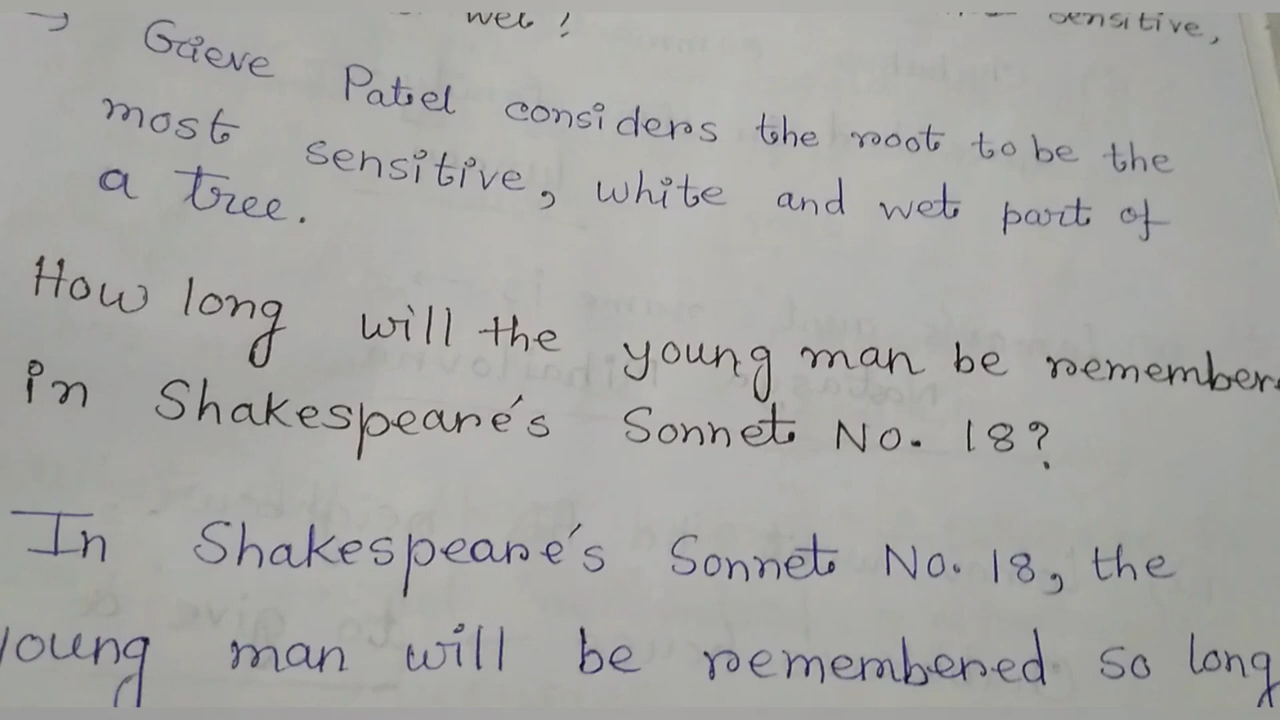 wet! sensitive,
Grieve Patel considers the root to be the
most sensitive, white and wet part of
a tree.
How long will the young man be remember
in Shakespeare's Sonnet No. 18?
In Shakespeare's Sonnet No. 18, the
young man will be remembered so long